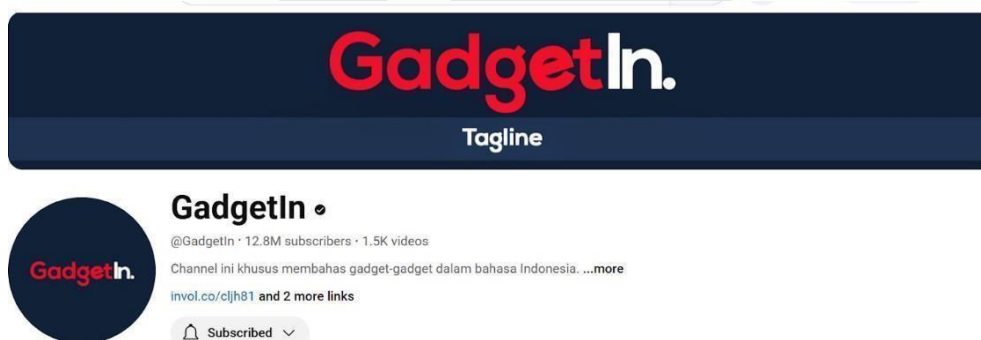 GadgetIn.
Tagline
GadgetIn.
GadgetIn
@GadgetIn · 12.8M subscribers · 1.5K videos
Channel ini khusus membahas gadget-gadget dalam bahasa Indonesia. ...more
invol.co/cljh81 and 2 more links
Subscribed